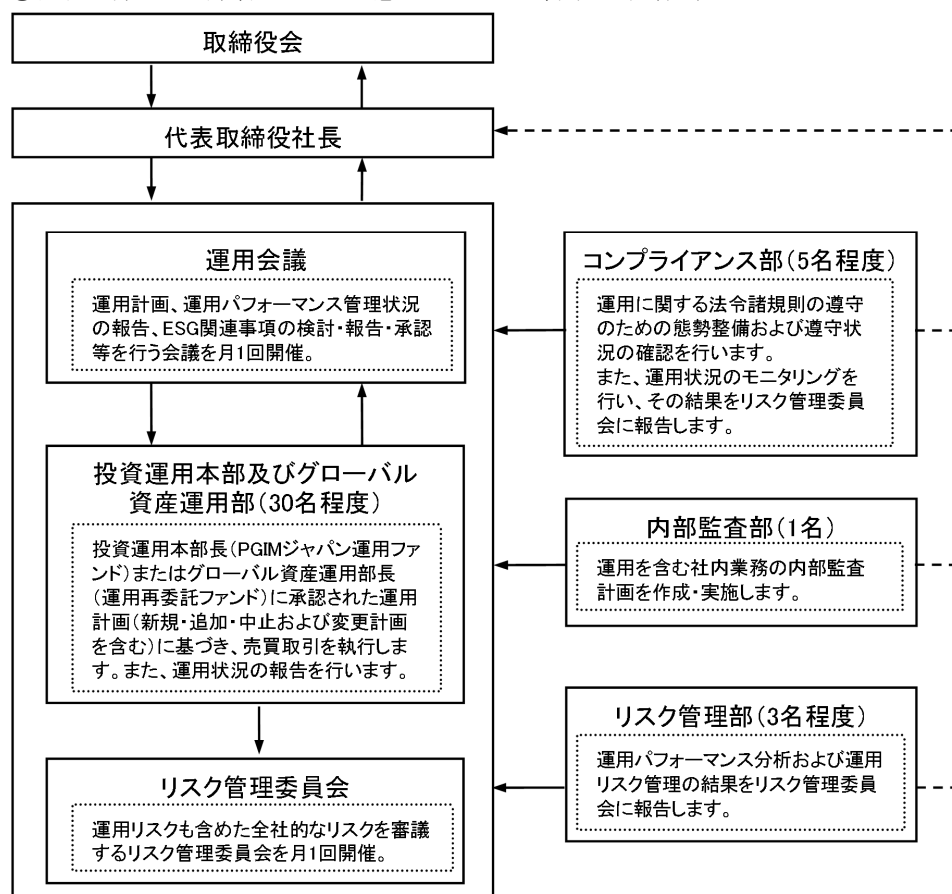 取締役会
代表取締役社長
運用会議
運用計画、運用パフォーマンス管理状況
の報告、ESG関連事項の検討・報告・承認
等を行う会議を月1回開催。
投資運用本部及びグローバル
資産運用部(30名程度)
投資運用本部長(PGIMジャパン運用ファ
ンド)またはグローバル資産運用部長
(運用再委託ファンド)に承認された運用
計画(新規・追加・中止および変更計画
を含む)に基づき、売買取引を執行しま
す。また、運用状況の報告を行います。
リスク管理委員会
運用リスクも含めた全社的なリスクを審議
するリスク管理委員会を月1回開催。
コンプライアンス部(5名程度)
運用に関する法令諸規則の遵守
のための態勢整備および遵守状
況の確認を行います。
また、運用状況のモニタリングを
行い、その結果をリスク管理委員
会に報告します。
内部監査部(1名)
運用を含む社内業務の内部監査
計画を作成・実施します。
リスク管理部(3名程度)
運用パフォーマンス分析および運用
リスク管理の結果をリスク管理委員
会に報告します。